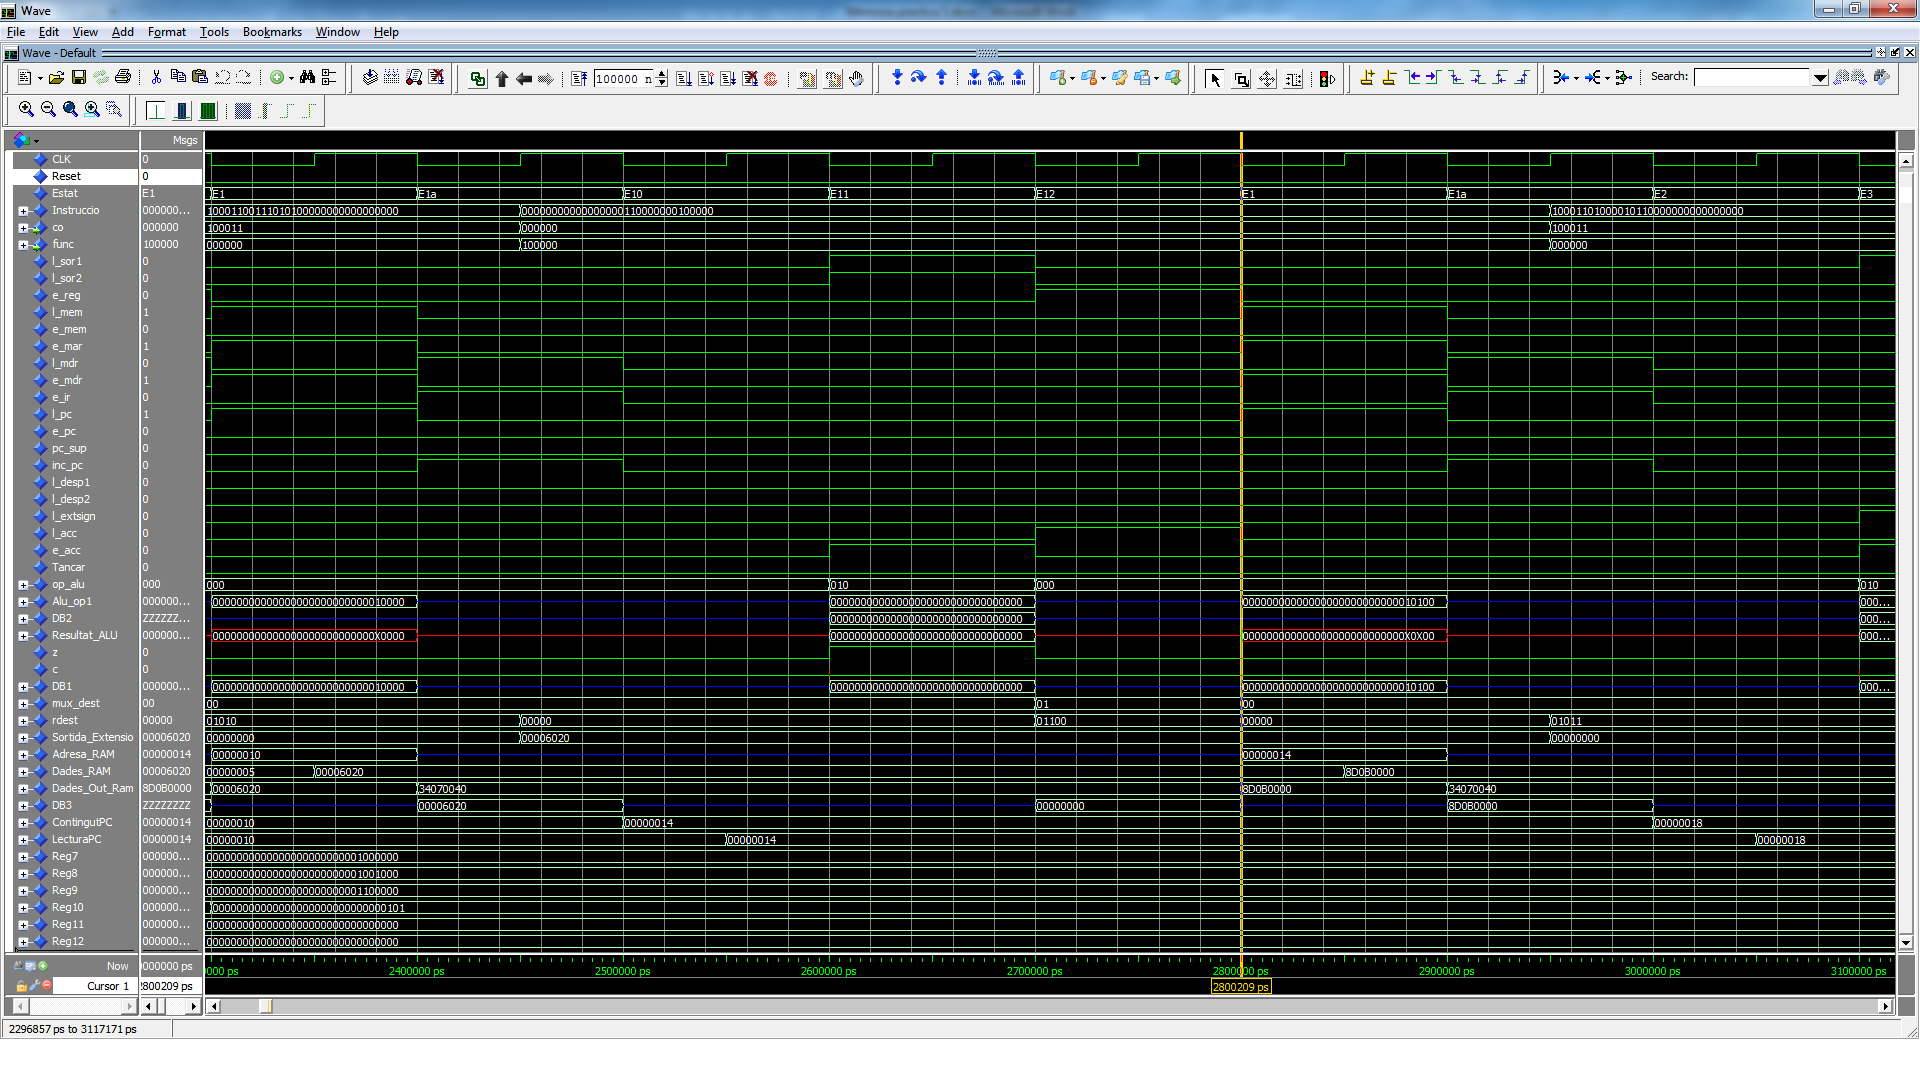 Wave
File Edit View Add Format Tools Bookmarks Window Help
Wave - Default
100000 n
Search:
Msgs
CLK 0
Reset 0
Estat E1 E1 E1a E10 E11 E12 E1 E1a E2 E3
Instruccio 000000... 10001100111010100000000000000000 00000000000000000110000000100000 10001101000010110000000000000000
co 000000 100011 000000 100011
func 100000 000000 100000 000000
l_sor1 0
l_sor2 0
e_reg 0
l_mem 1
e_mem 0
e_mar 1
l_mdr 0
e_mdr 1
e_ir 0
l_pc 1
e_pc 0
pc_sup 0
inc_pc 0
l_desp1 0
l_desp2 0
l_extsign 0
l_acc 0
e_acc 0
Tancar 0
op_alu 000 000 010 000 010
Alu_op1 000000... 00000000000000000000000000010000 00000000000000000000000000000000 00000000000000000000000000010100 000...
DB2 ZZZZZZ... 00000000000000000000000000000000 000...
Resultat_ALU 000000... 000000000000000000000000000X0000 00000000000000000000000000000000 000000000000000000000000000X0X00 000...
z 0
c 0
DB1 000000... 00000000000000000000000000010000 00000000000000000000000000000000 00000000000000000000000000010100 000...
mux_dest 00 00 01 00
rdest 00000 01010 00000 01100 00000 01011
Sortida_Extensio 00006020 00000000 00006020 00000000
Adresa_RAM 00000014 00000010 00000014
Dades_RAM 00006020 00000005 00006020 8D0B0000
Dades_Out_Ram 8D0B0000 00006020 34070040 8D0B0000 34070040
DB3 ZZZZZZZZ 00006020 00000000 8D0B0000
ContingutPC 00000014 00000010 00000014 00000018
LecturaPC 00000014 00000010 00000014 00000018
Reg7 000000... 00000000000000000000000001000000
Reg8 000000... 00000000000000000000000001001000
Reg9 000000... 00000000000000000000000001100000
Reg10 000000... 00000000000000000000000000000101
Reg11 000000... 00000000000000000000000000000000
Reg12 000000... 00000000000000000000000000000000
Now 0000000 ps 0000 ps 2400000 ps 2500000 ps 2600000 ps 2700000 ps 2800000 ps 2900000 ps 3000000 ps 3100000 ps
Cursor 1 2800209 ps 2800209 ps
2296857 ps to 3117171 ps